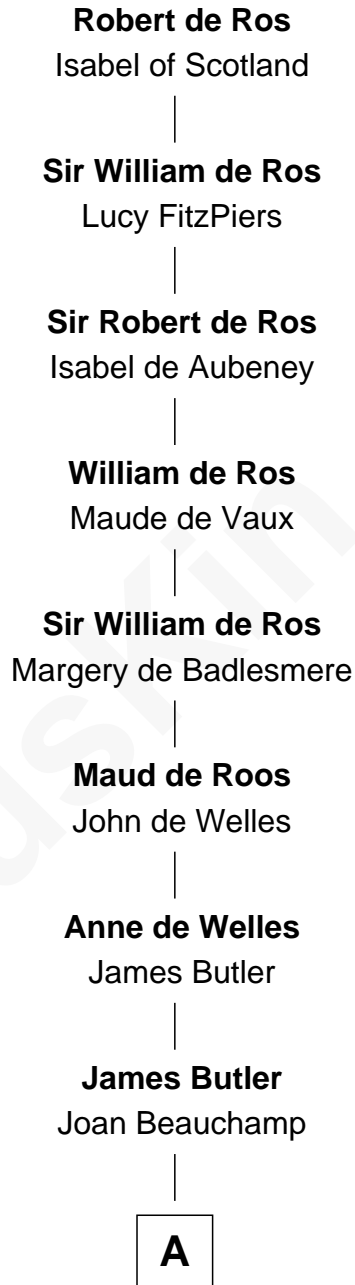 Robert de Ros
Isabel of Scotland
Sir William de Ros
Lucy FitzPiers
Sir Robert de Ros
Isabel de Aubeney
William de Ros
Maude de Vaux
Sir William de Ros
Margery de Badlesmere
Maud de Roos
John de Welles
Anne de Welles
James Butler
James Butler
Joan Beauchamp
A